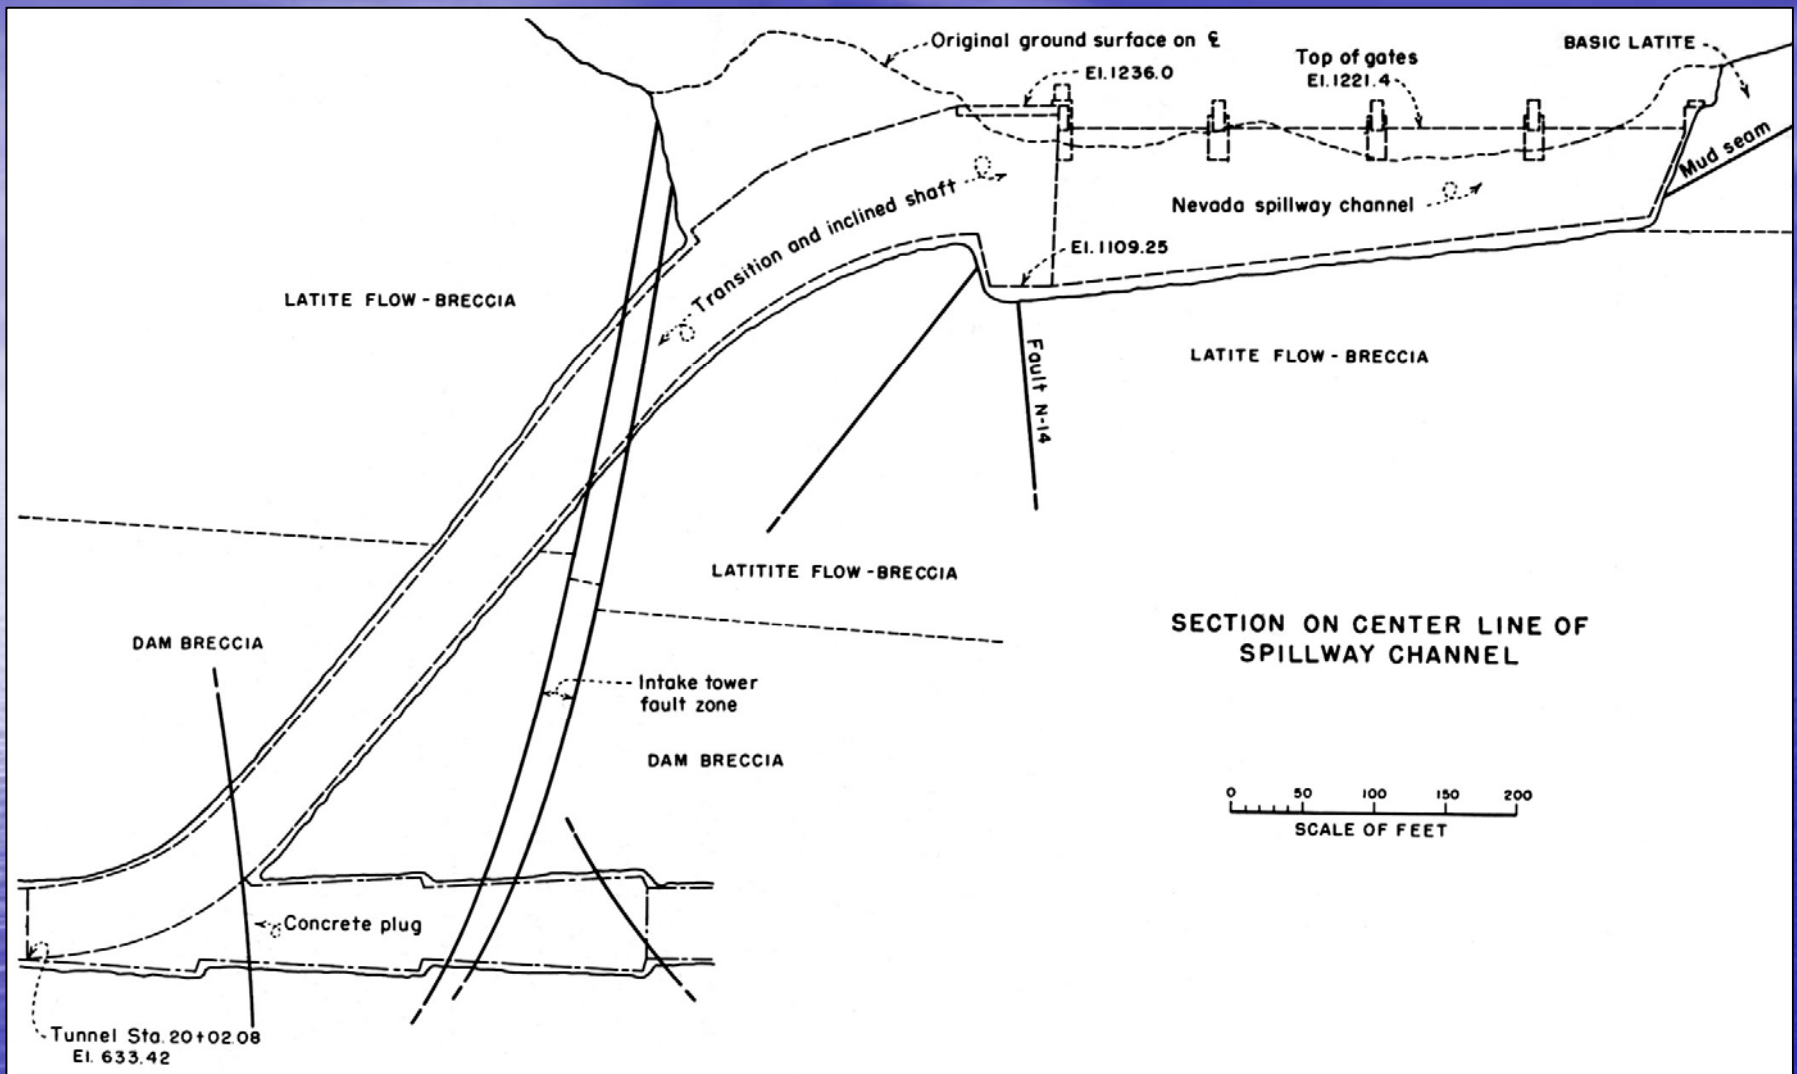 Original ground surface on ℄
El. 1236.0
Top of gates
El. 1221.4
BASIC LATITE
Mud seam
Transition and inclined shaft
Nevada spillway channel
El. 1109.25
LATITE FLOW - BRECCIA
Fault N-14
LATITE FLOW - BRECCIA
LATITITE FLOW - BRECCIA
DAM BRECCIA
SECTION ON CENTER LINE OF
SPILLWAY CHANNEL
Intake tower
fault zone
DAM BRECCIA
0 50 100 150 200
SCALE OF FEET
Concrete plug
Tunnel Sta. 20+02.08
El. 633.42